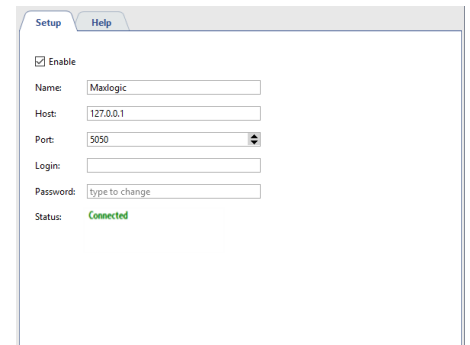 Setup Help
Enable
Name: Maxlogic
Host: 127.0.0.1
Port: 5050
Login:
Password: type to change
Status: Connected